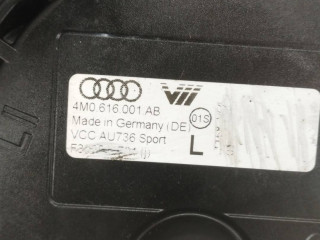 4M0.616.001 AB
Made in Germany (DE) 01S
VCC AU736 Sport
L